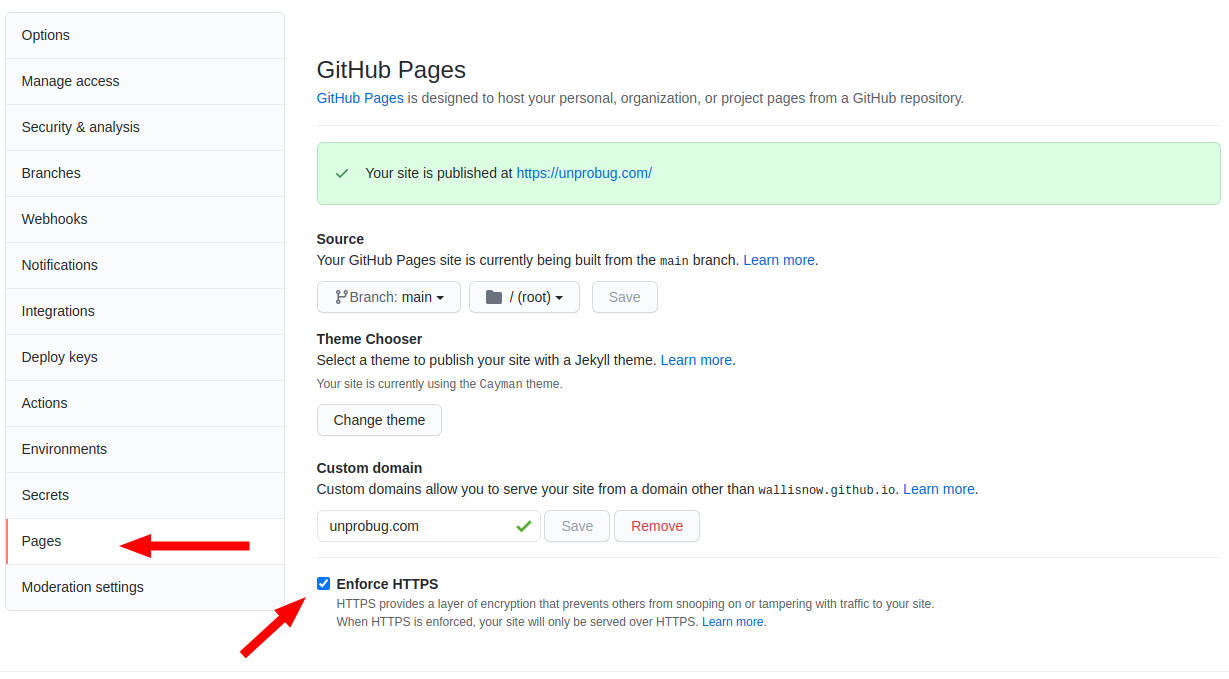 Options
Manage access
Security & analysis
Branches
Webhooks
Notifications
Integrations
Deploy keys
Actions
Environments
Secrets
Pages
Moderation settings
GitHub Pages
GitHub Pages is designed to host your personal, organization, or project pages from a GitHub repository.
Your site is published at https://unprobug.com/
Source
Your GitHub Pages site is currently being built from the main branch. Learn more.
Branch: main / (root) Save
Theme Chooser
Select a theme to publish your site with a Jekyll theme. Learn more.
Your site is currently using the Cayman theme.
Change theme
Custom domain
Custom domains allow you to serve your site from a domain other than wallisnow.github.io. Learn more.
unprobug.com Save Remove
Enforce HTTPS
HTTPS provides a layer of encryption that prevents others from snooping on or tampering with traffic to your site.
When HTTPS is enforced, your site will only be served over HTTPS. Learn more.